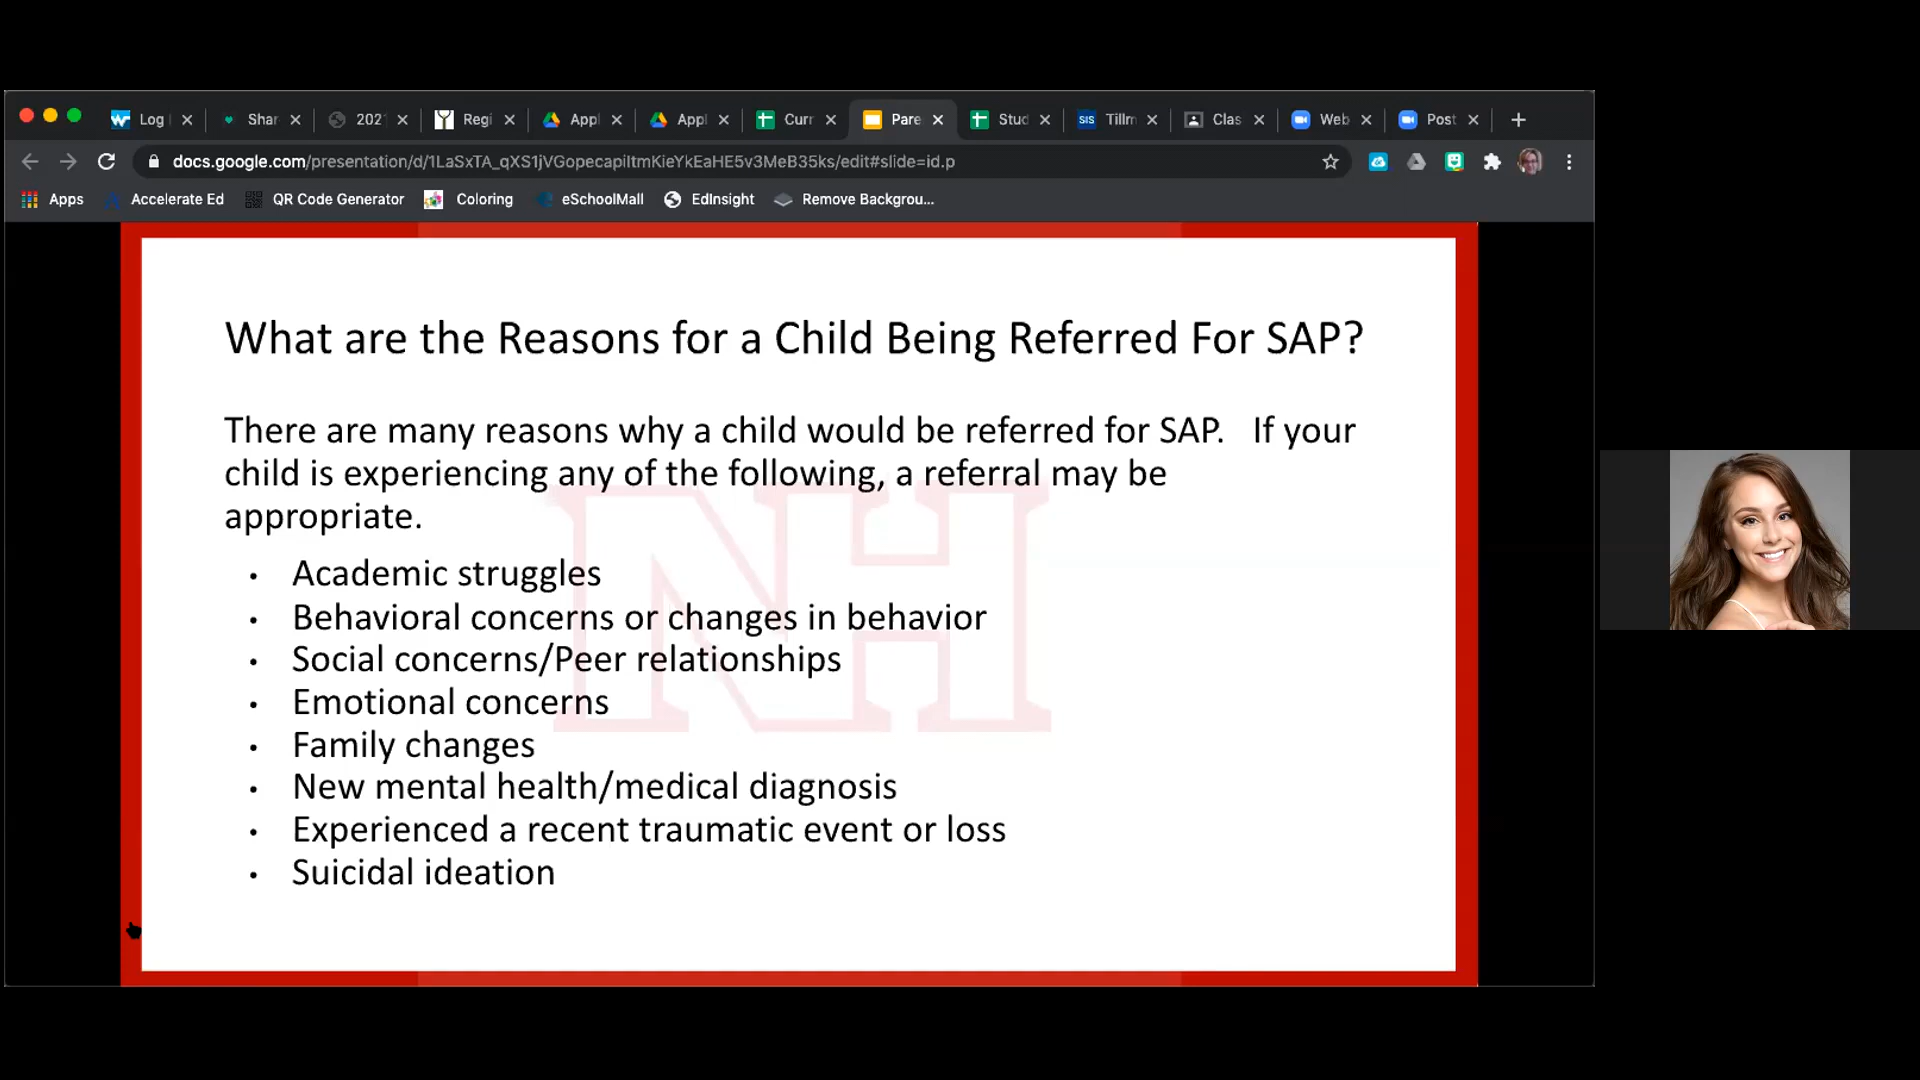 Log
Shar
2021
Regi
Appl
Appl
Curr
Pare
Stud
SIS Tillm
Clas
Web
Post
docs.google.com/presentation/d/1LaSxTA_qXS1jVGopecapiItmKieYkEaHE5v3MeB35ks/edit#slide=id.p
Apps
Accelerate Ed
QR Code Generator
Coloring
eSchoolMall
EdInsight
Remove Backgrou...
What are the Reasons for a Child Being Referred For SAP?
There are many reasons why a child would be referred for SAP. If your
child is experiencing any of the following, a referral may be
appropriate.
NH
• Academic struggles
• Behavioral concerns or changes in behavior
• Social concerns/Peer relationships
• Emotional concerns
• Family changes
• New mental health/medical diagnosis
• Experienced a recent traumatic event or loss
• Suicidal ideation